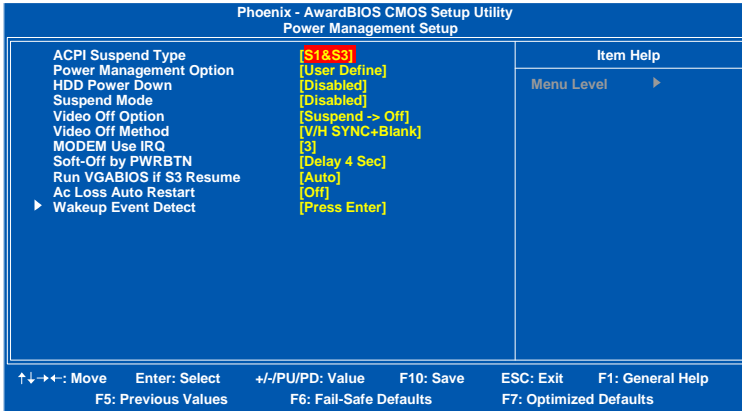 Phoenix - AwardBIOS CMOS Setup Utility
Power Management Setup
ACPI Suspend Type [S1&S3]
Power Management Option [User Define]
HDD Power Down [Disabled]
Suspend Mode [Disabled]
Video Off Option [Suspend -> Off]
Video Off Method [V/H SYNC+Blank]
MODEM Use IRQ [3]
Soft-Off by PWRBTN [Delay 4 Sec]
Run VGABIOS if S3 Resume [Auto]
Ac Loss Auto Restart [Off]
Wakeup Event Detect [Press Enter]
Item Help
Menu Level
↑↓→←: Move Enter: Select +/-/PU/PD: Value F10: Save ESC: Exit F1: General Help
F5: Previous Values F6: Fail-Safe Defaults F7: Optimized Defaults